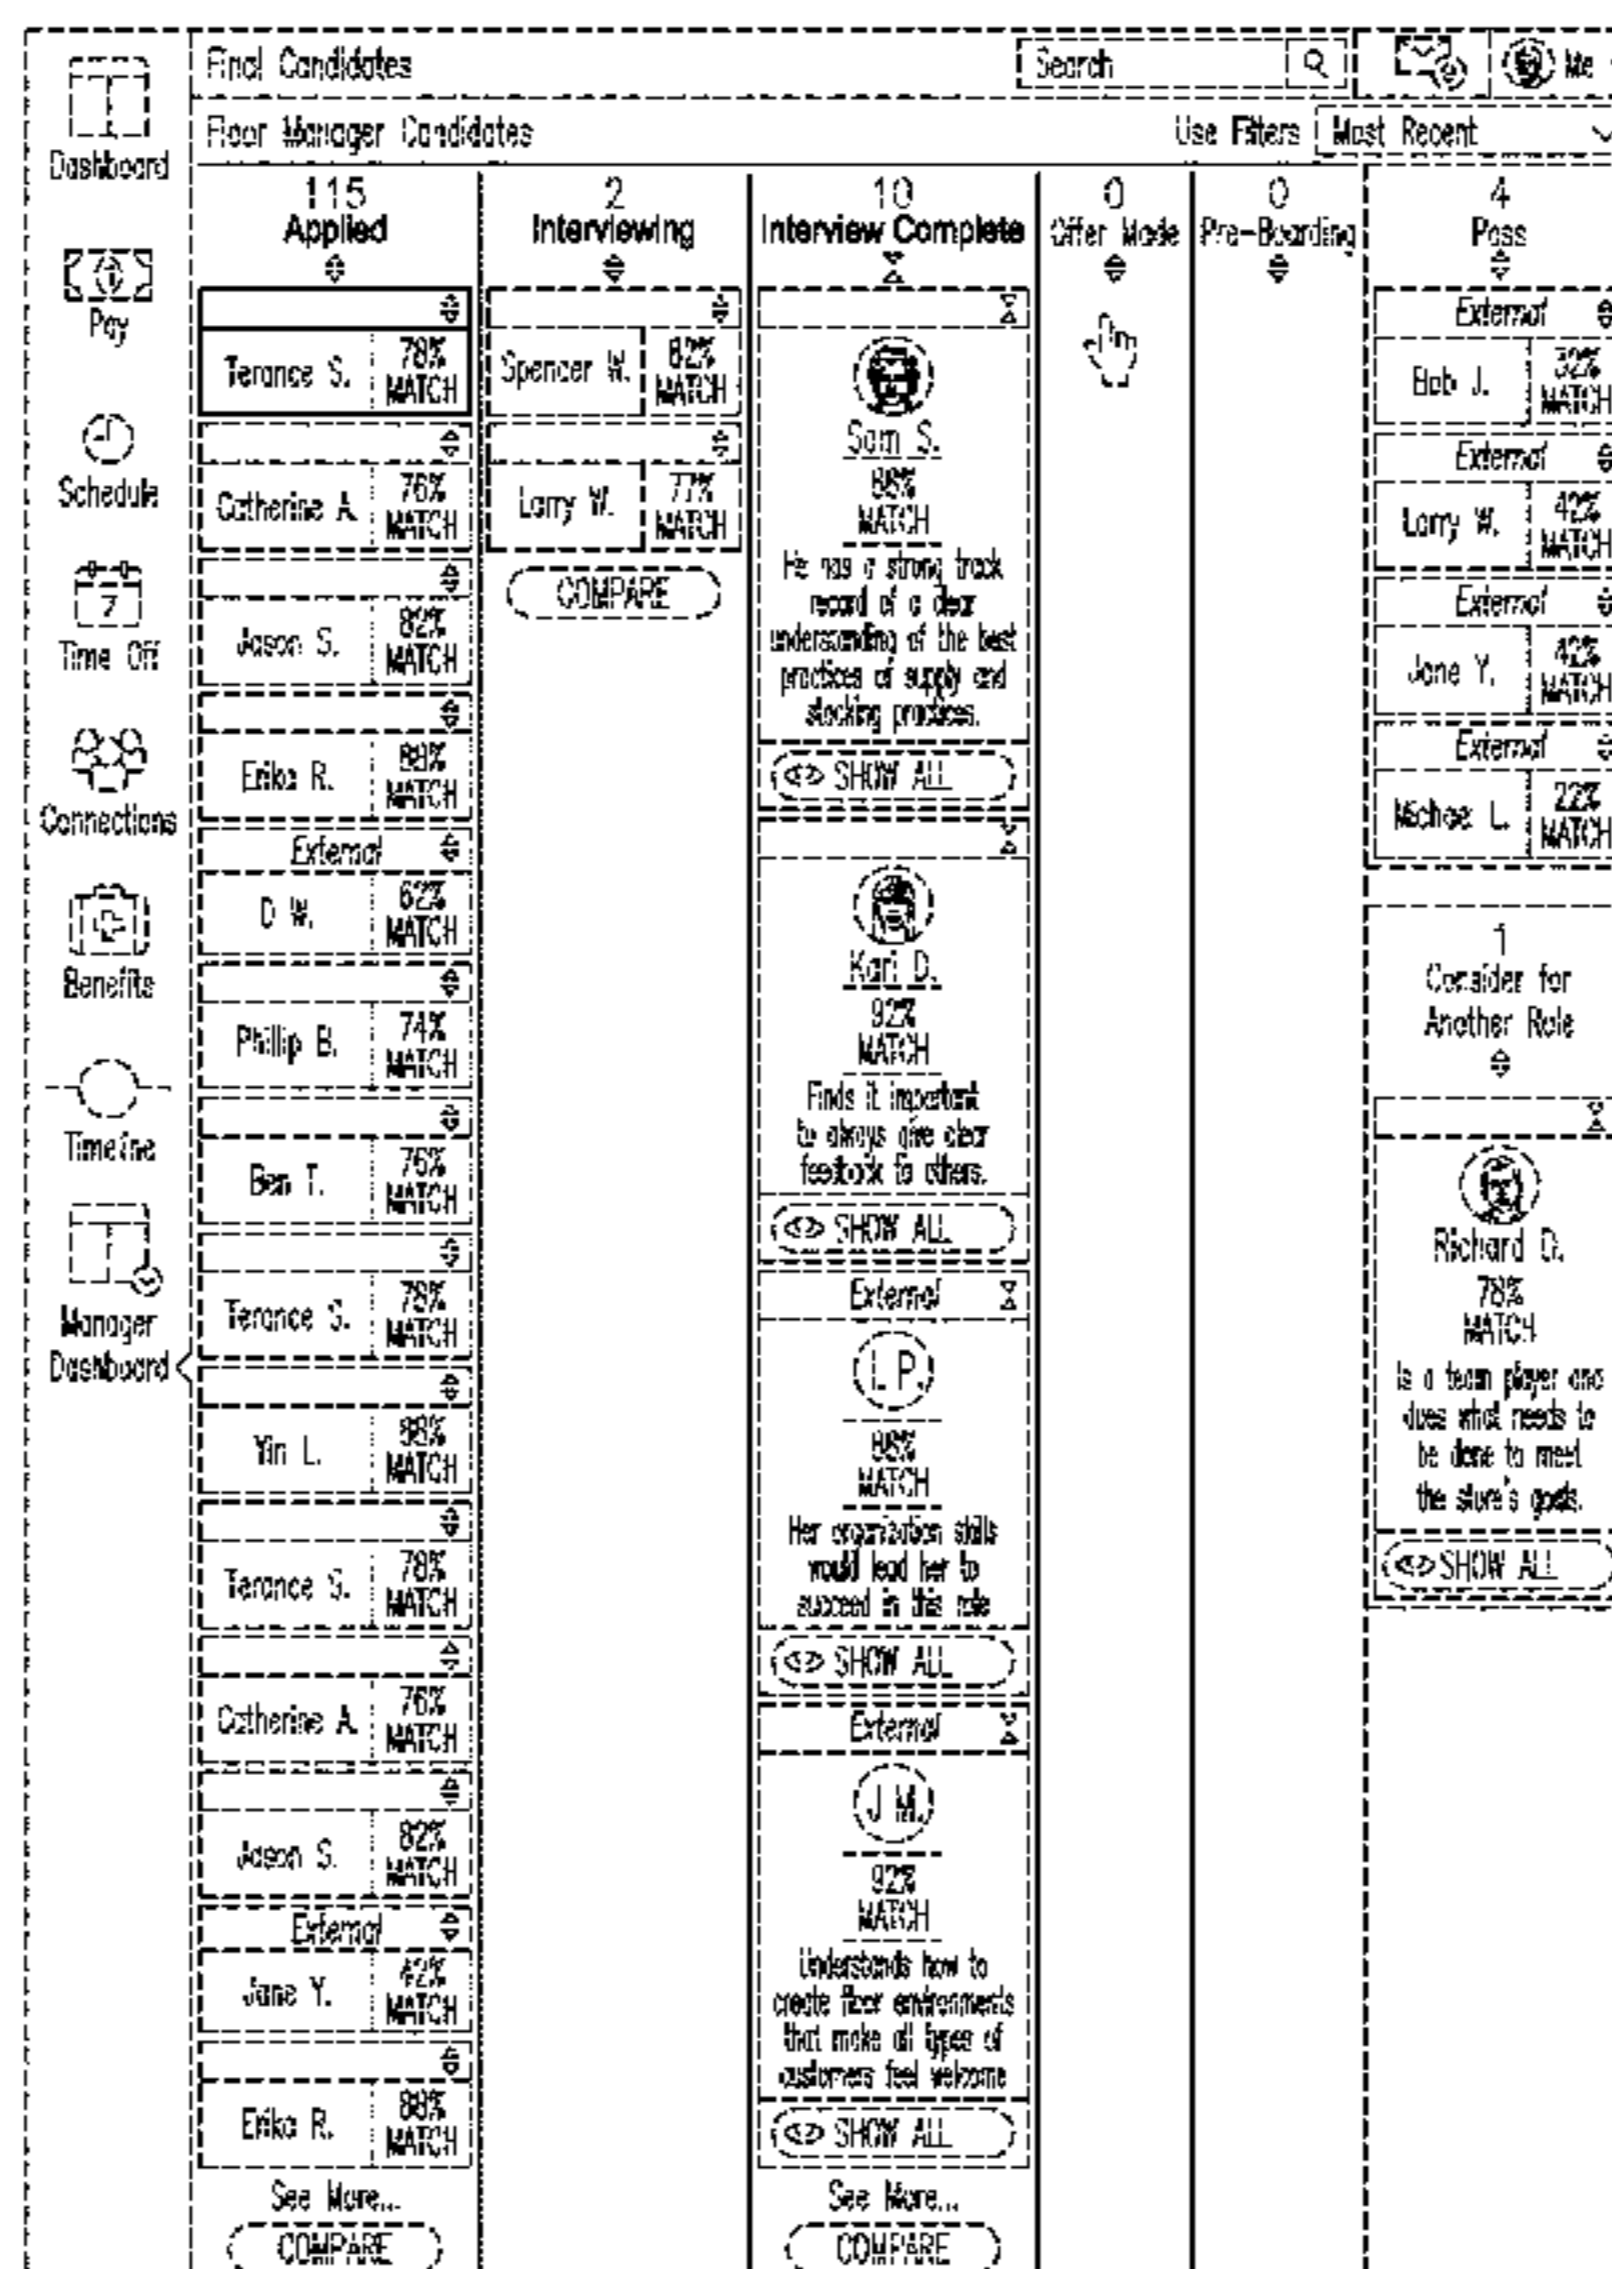 Final Candidates
Search
Me
Floor Manager Candidates
Use Filters
Most Recent
Dashboard
Pay
Schedule
7
Time Off
Connections
Benefits
Timeline
Manager
Dashboard
115
Applied
Terance S.
78%
MATCH
Catherine A.
76%
MATCH
Jason S.
82%
MATCH
Erika R.
88%
MATCH
External
D W.
62%
MATCH
Phillip B.
74%
MATCH
Ben T.
MATCH
Terance S.
78%
MATCH
Yin L.
MATCH
Terance S.
78%
MATCH
Catherine A.
76%
MATCH
Jason S.
82%
MATCH
External
Jane Y.
42%
MATCH
Erika R.
88%
MATCH
See More...
COMPARE
2
Interviewing
Spencer W.
82%
MATCH
Larry W.
77%
MATCH
COMPARE
10
Interview Complete
Sam S.
MATCH
He has a strong track
record of a clear
understanding of the best
practices of supply and
stocking practices.
SHOW ALL
Kari D.
92%
MATCH
Finds it important
to always give clear
feedback to others.
SHOW ALL
External
L P.
MATCH
Her organization skills
would lead her to
succeed in this role
SHOW ALL
External
J M.
92%
MATCH
Understands how to
create floor environments
that make all types of
customers feel welcome
SHOW ALL
See More...
COMPARE
0
Offer Made
0
Pre-Boarding
4
Pass
External
Bob J.
32%
MATCH
External
Larry W.
42%
MATCH
External
Jane Y.
42%
MATCH
External
L.
22%
MATCH
1
Consider for
Another Role
Richard D.
78%
MATCH
Is a team player and
does what needs to
be done to meet
the store's goals.
SHOW ALL